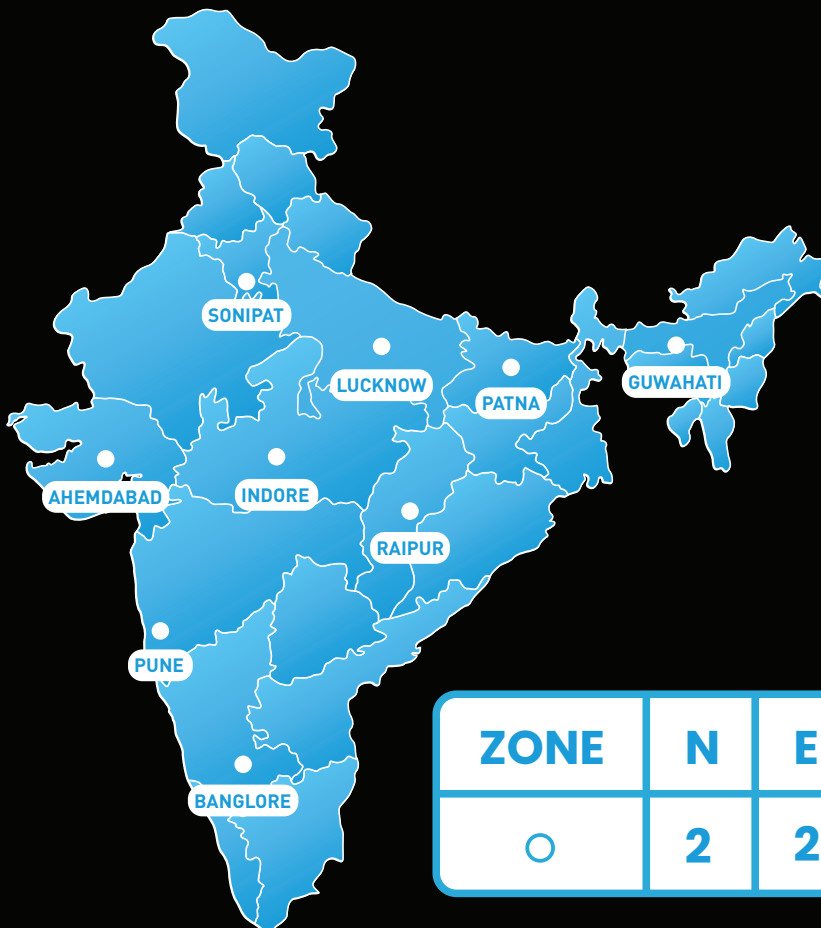 SONIPAT
LUCKNOW
PATNA
GUWAHATI
AHEMDABAD
INDORE
RAIPUR
PUNE
BANGLORE
ZONE N E
2 2